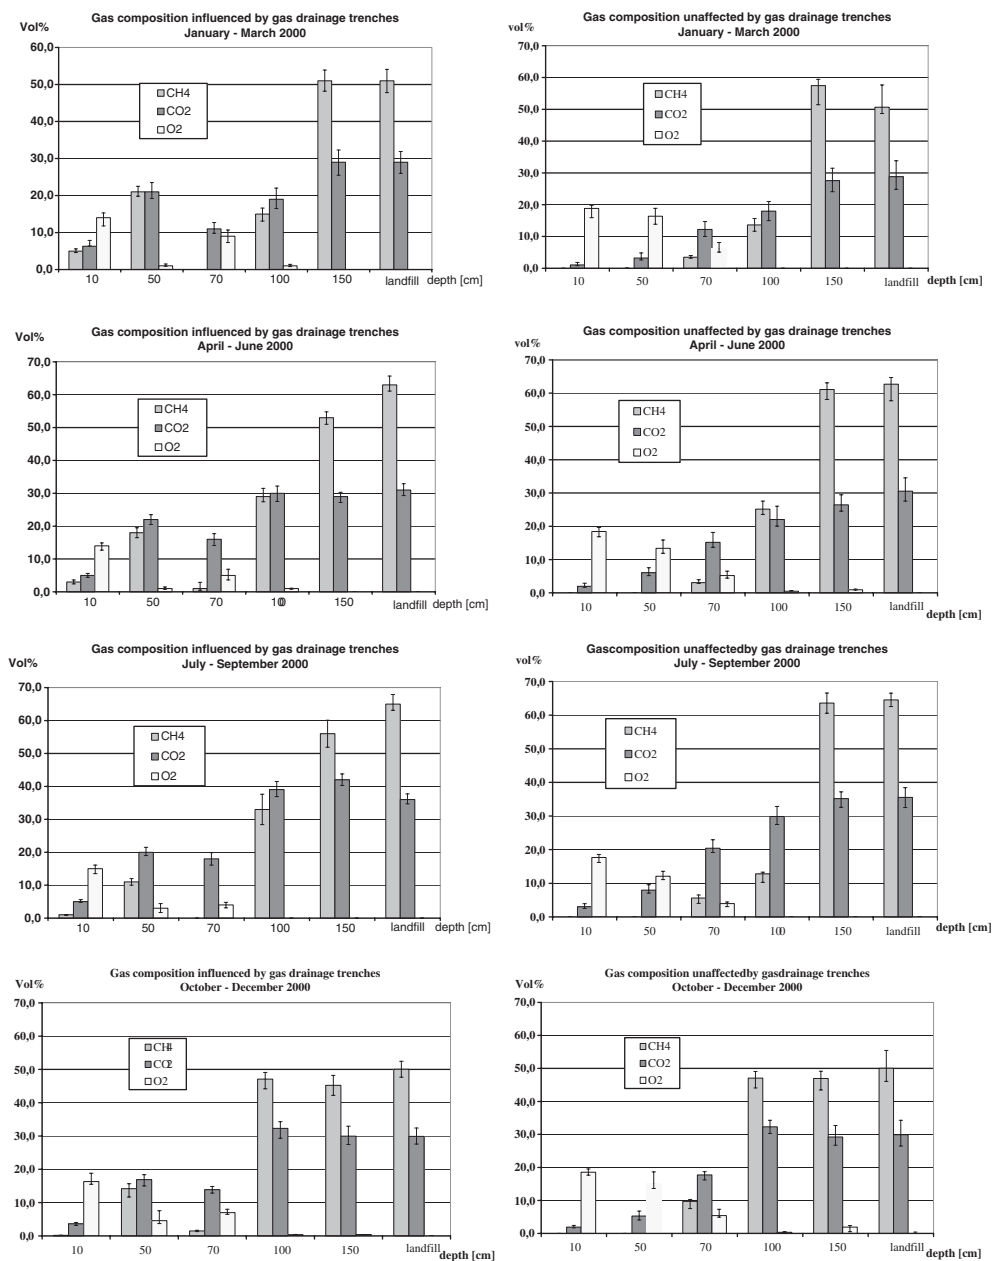 Gas composition influenced by gas drainage trenches
January - March 2000
Vol%
60,0
50,0
40,0
30,0
20,0
10,0
0,0
CH4
CO2
O2
10 50 70 100 150 landfill depth [cm]
Gas composition unaffected by gas drainage trenches
January - March 2000
vol%
70,0
60,0
50,0
40,0
30,0
20,0
10,0
0,0
CH4
CO2
O2
10 50 70 100 150 landfill depth [cm]
Gas composition influenced by gas drainage trenches
April - June 2000
Vol%
70,0
60,0
50,0
40,0
30,0
20,0
10,0
0,0
CH4
CO2
O2
10 50 70 100 150 landfill depth [cm]
Gas composition unaffected by gas drainage trenches
April - June 2000
vol%
70,0
60,0
50,0
40,0
30,0
20,0
10,0
0,0
CH4
CO2
O2
10 50 70 100 150 landfill
depth [cm]
Gas composition influenced by gas drainage trenches
July - September 2000
Vol%
70,0
60,0
50,0
40,0
30,0
20,0
10,0
0,0
CH4
CO2
O2
10 50 70 100 150 landfill depth [cm]
Gascomposition unaffectedby gas drainage trenches
July - September 2000
vol%
70,0
60,0
50,0
40,0
30,0
20,0
10,0
0,0
CH4
CO2
O2
10 50 70 100 150 landfill depth [cm]
Gas composition influenced by gas drainage trenches
October - December 2000
Vol%
70,0
60,0
50,0
40,0
30,0
20,0
10,0
0,0
CH4
CO2
O2
10 50 70 100 150 landfill
depth [cm]
Gas composition unaffectedby gasdrainage trenches
October - December 2000
Vol%
70,0
60,0
50,0
40,0
30,0
20,0
10,0
0,0
CH4
CO2
O2
10 50 70 100 150 landfill
depth [cm]